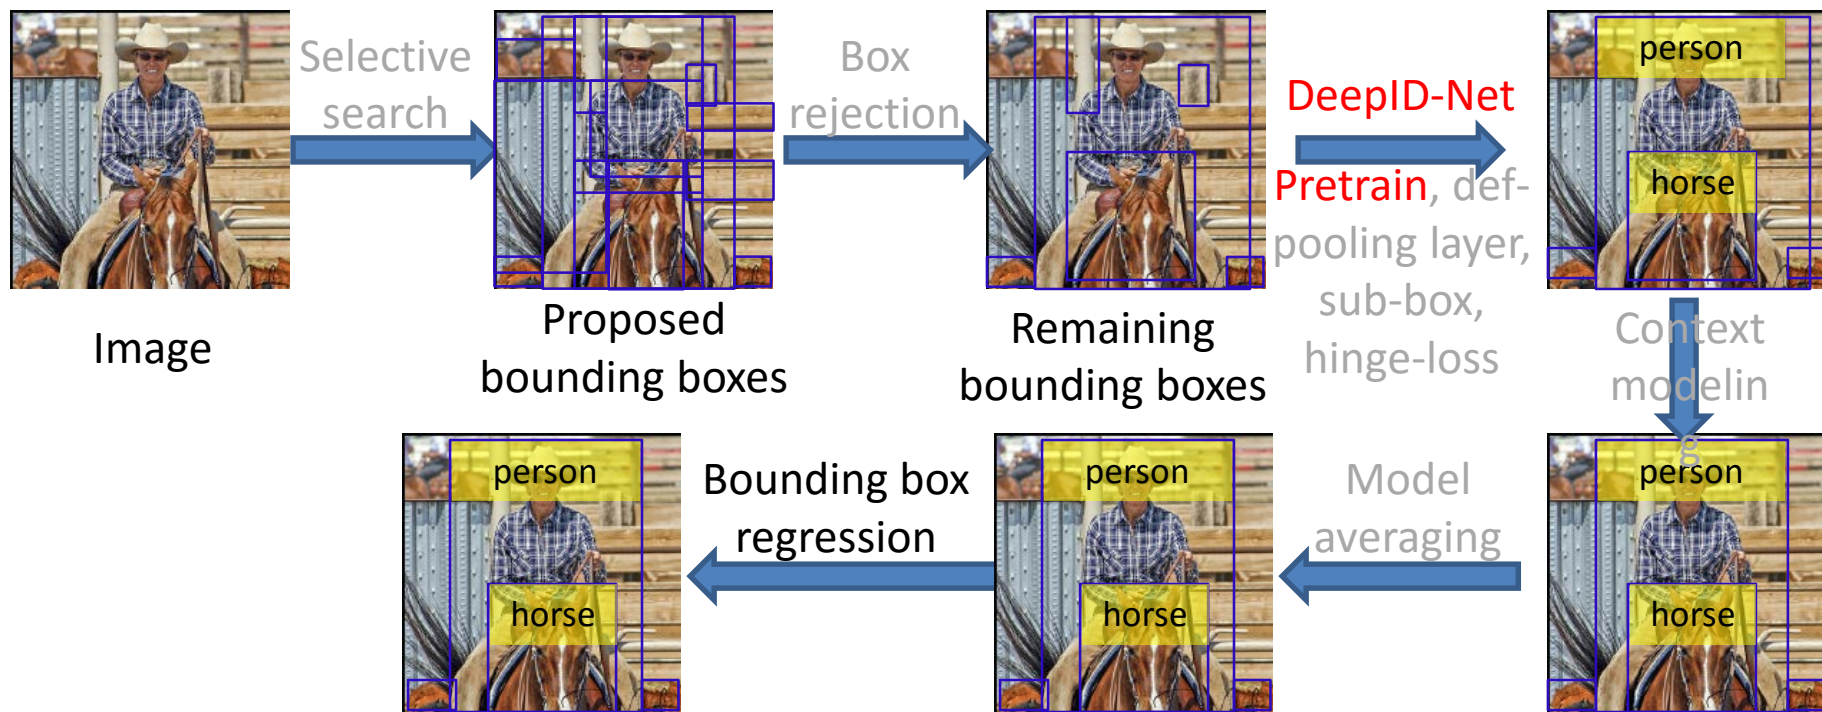 Selective
search
Box
rejection
DeepID-Net
Pretrain, def-
pooling layer,
sub-box,
hinge-loss
person
horse
Image
Proposed
bounding boxes
Remaining
bounding boxes
Context
modelin
g
person
horse
Bounding box
regression
person
horse
Model
averaging
person
horse